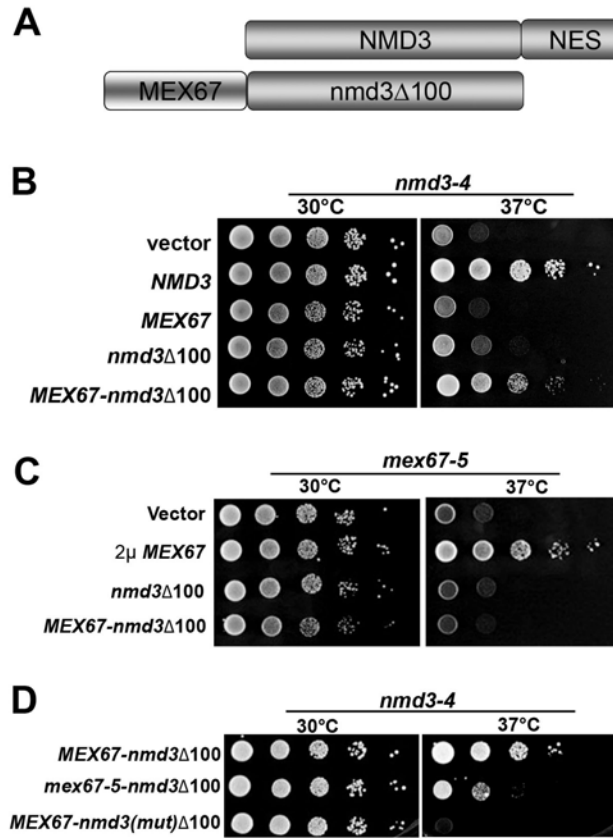 A
NMD3 NES
MEX67 nmd3Δ100
B
nmd3-4
30°C 37°C
vector
NMD3
MEX67
nmd3Δ100
MEX67-nmd3Δ100
C
mex67-5
30°C 37°C
Vector
2μ MEX67
nmd3Δ100
MEX67-nmd3Δ100
D
nmd3-4
30°C 37°C
MEX67-nmd3Δ100
mex67-5-nmd3Δ100
MEX67-nmd3(mut)Δ100